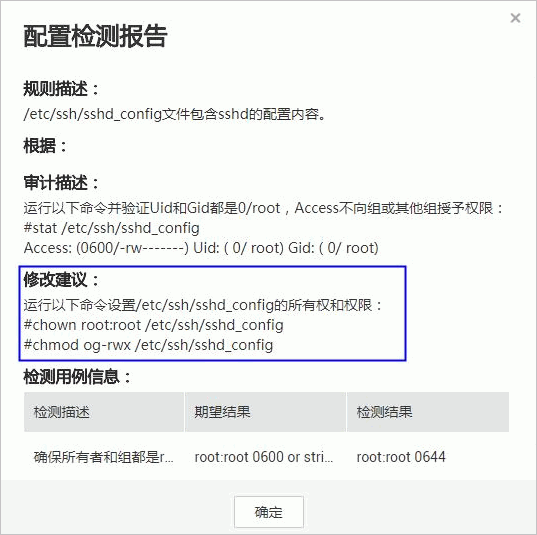 配置检测报告
×
规则描述：
/etc/ssh/sshd_config文件包含sshd的配置内容。
根据：
审计描述：
运行以下命令并验证Uid和Gid都是0/root，Access不向组或其他组授予权限：
#stat /etc/ssh/sshd_config
Access: (0600/-rw-------) Uid: ( 0/ root) Gid: ( 0/ root)
修改建议：
运行以下命令设置/etc/ssh/sshd_config的所有权和权限：
#chown root:root /etc/ssh/sshd_config
#chmod og-rwx /etc/ssh/sshd_config
检测用例信息：
检测描述 期望结果 检测结果
确保所有者和组都是r... root:root 0600 or stri... root:root 0644
确定